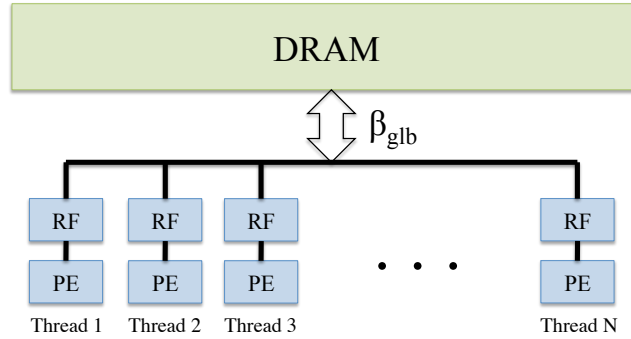 DRAM
βglb
RF RF RF RF
PE PE PE PE
Thread 1 Thread 2 Thread 3 Thread N